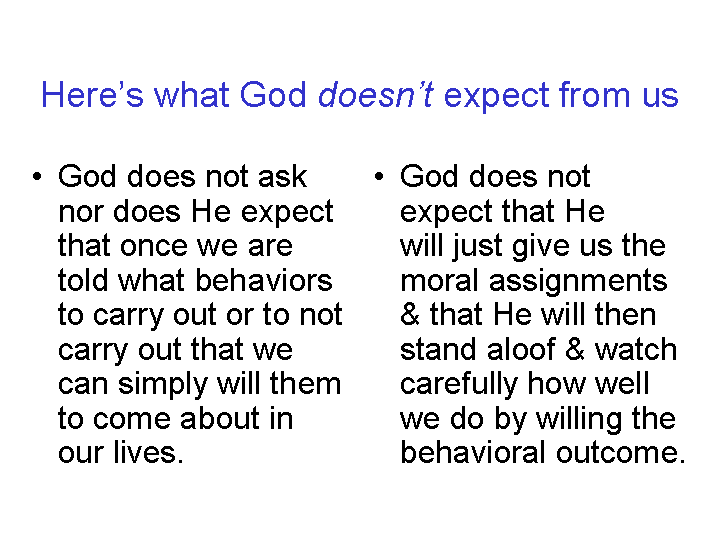 Here’s what God doesn’t expect from us
• God does not ask
nor does He expect
that once we are
told what behaviors
to carry out or to not
carry out that we
can simply will them
to come about in
our lives.
• God does not
expect that He
will just give us the
moral assignments
& that He will then
stand aloof & watch
carefully how well
we do by willing the
behavioral outcome.